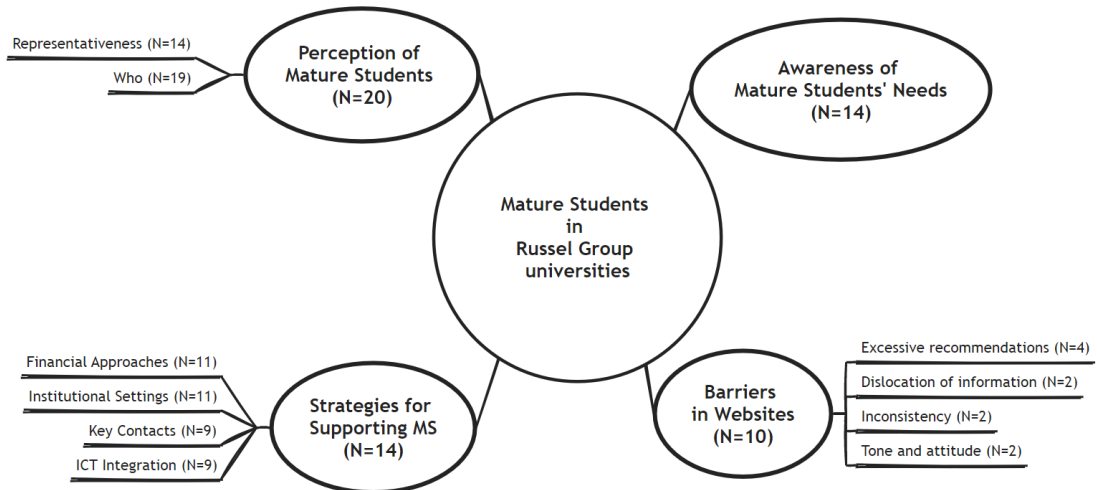 Representativeness (N=14)
Who (N=19)
Perception of
Mature Students
(N=20)
Awareness of
Mature Students' Needs
(N=14)
Mature Students
in
Russel Group
universities
Financial Approaches (N=11)
Institutional Settings (N=11)
Key Contacts (N=9)
ICT Integration (N=9)
Strategies for
Supporting MS
(N=14)
Barriers
in Websites
(N=10)
Excessive recommendations (N=4)
Dislocation of information (N=2)
Inconsistency (N=2)
Tone and attitude (N=2)